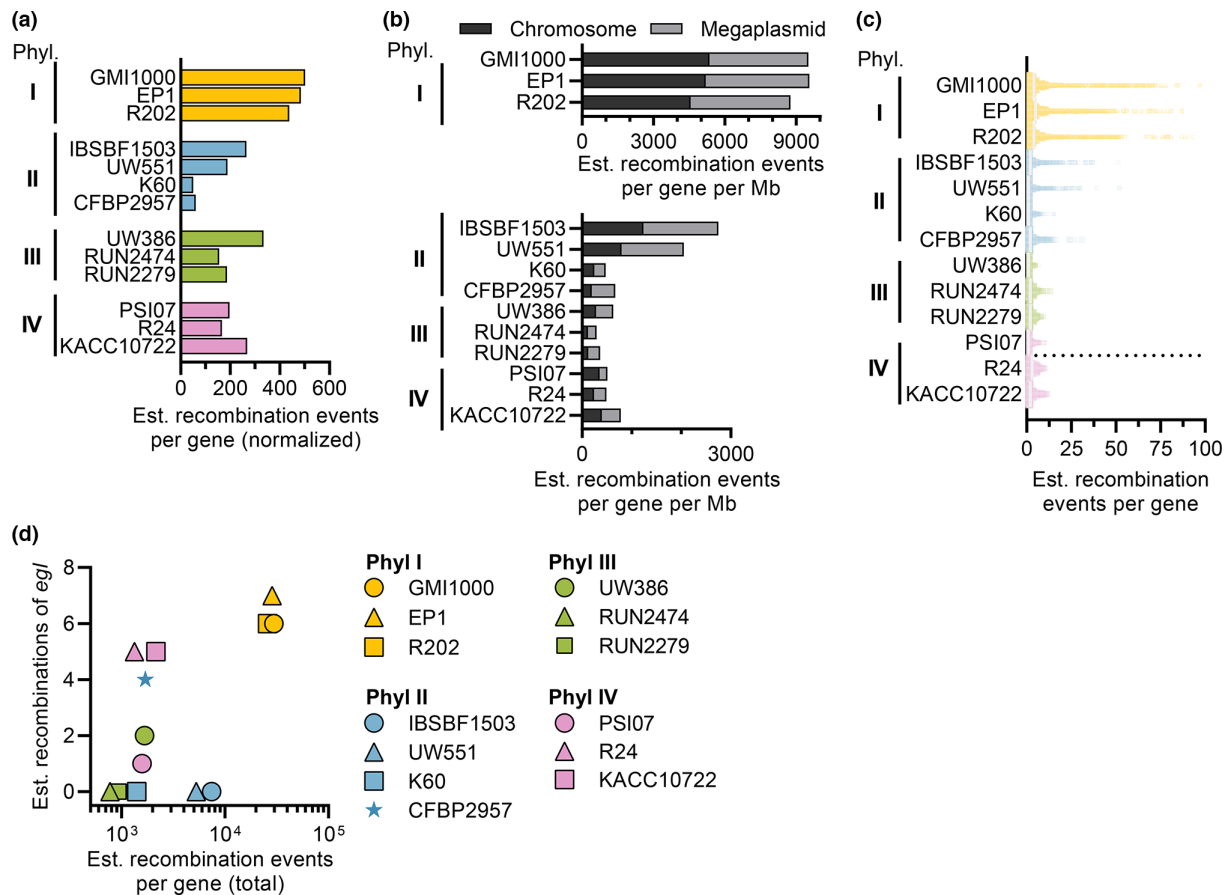 (a)
Phyl.
I
GMI1000
EP1
R202
II
IBSBF1503
UW551
K60
CFBP2957
III
UW386
RUN2474
RUN2279
IV
PSI07
R24
KACC10722
0 200 400 600
Est. recombination events
per gene (normalized)
(b)
Chromosome Megaplasmid
Phyl.
I
GMI1000
EP1
R202
0 3000 6000 9000
Est. recombination events
per gene per Mb
II
IBSBF1503
UW551
K60
CFBP2957
III
UW386
RUN2474
RUN2279
IV
PSI07
R24
KACC10722
0 3000
Est. recombination events
per gene per Mb
(c)
Phyl.
I
GMI1000
EP1
R202
II
IBSBF1503
UW551
K60
CFBP2957
III
UW386
RUN2474
RUN2279
IV
PSI07
R24
KACC10722
0 25 50 75 100
Est. recombination
events per gene
(d)
Est. recombinations of egl
8
6
4
2
0
10³ 10⁴ 10⁵
Est. recombination events
per gene (total)
Phyl I
GMI1000
EP1
R202
Phyl II
IBSBF1503
UW551
K60
CFBP2957
Phyl III
UW386
RUN2474
RUN2279
Phyl IV
PSI07
R24
KACC10722